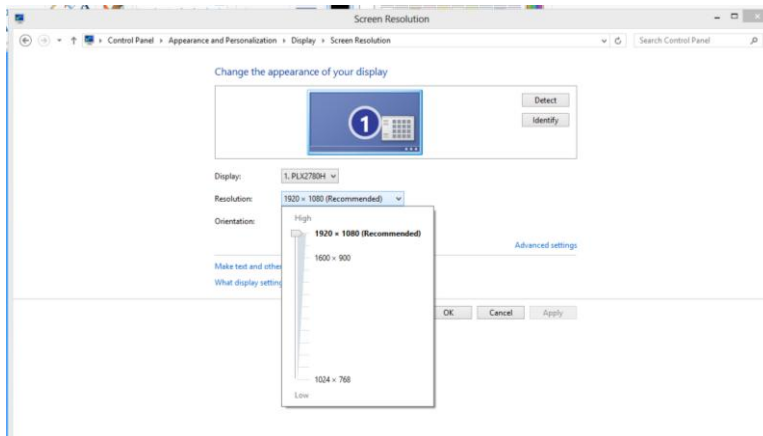 Screen Resolution
Control Panel Appearance and Personalization Display Screen Resolution
Search Control Panel
Change the appearance of your display
1
Detect
Identify
Display: 1. PLX2780H
Resolution: 1920 × 1080 (Recommended)
Orientation:
High
1920 × 1080 (Recommended)
1600 × 900
Advanced settings
Make text and othe
What display setting
OK Cancel Apply
1024 × 768
Low